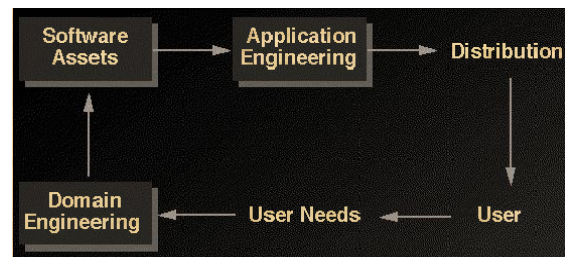 Software
Assets
Application
Engineering
Distribution
Domain
Engineering
User Needs
User